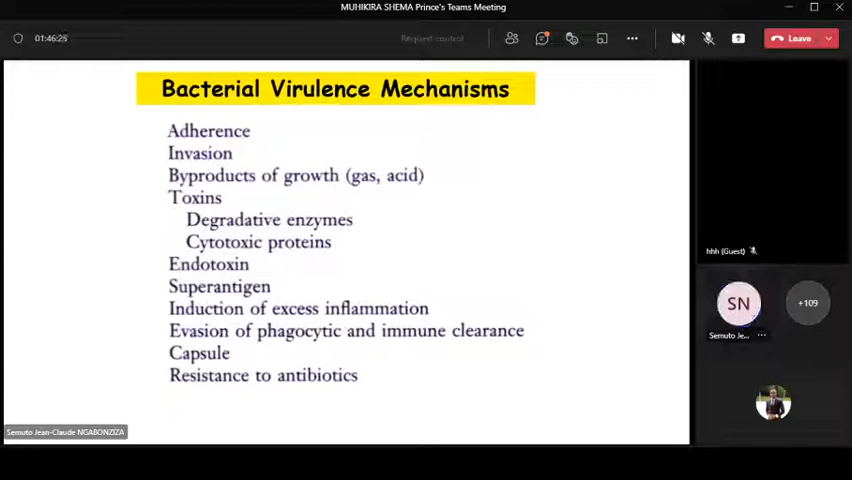 MUHIKIRA SHEMA Prince's Teams Meeting
01:46:25
Request control
Leave
Bacterial Virulence Mechanisms
Adherence
Invasion
Byproducts of growth (gas, acid)
Toxins
Degradative enzymes
Cytotoxic proteins
Endotoxin
Superantigen
Induction of excess inflammation
Evasion of phagocytic and immune clearance
Capsule
Resistance to antibiotics
hhh (Guest)
SN
+109
Semuto Je...
Semuto Jean-Claude NGABONZIZA